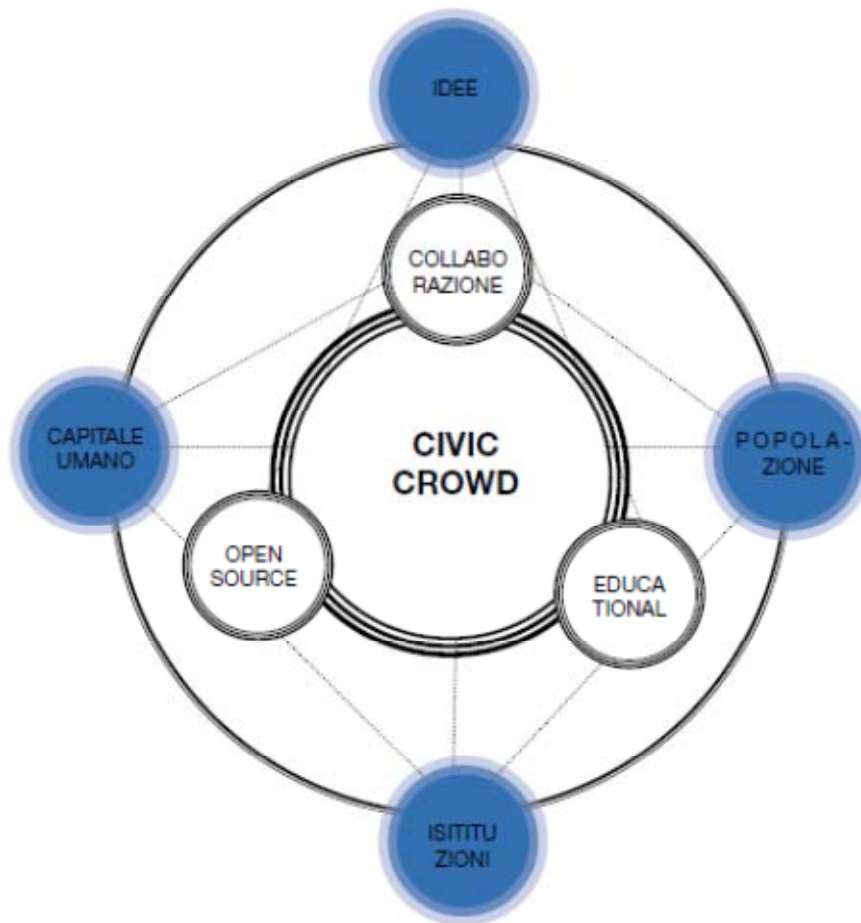 IDEE
COLLABO
RAZIONE
CAPITALE
UMANO
CIVIC
CROWD
POPOLA-
ZIONE
OPEN
SOURCE
EDUCA
TIONAL
ISITITU
ZIONI